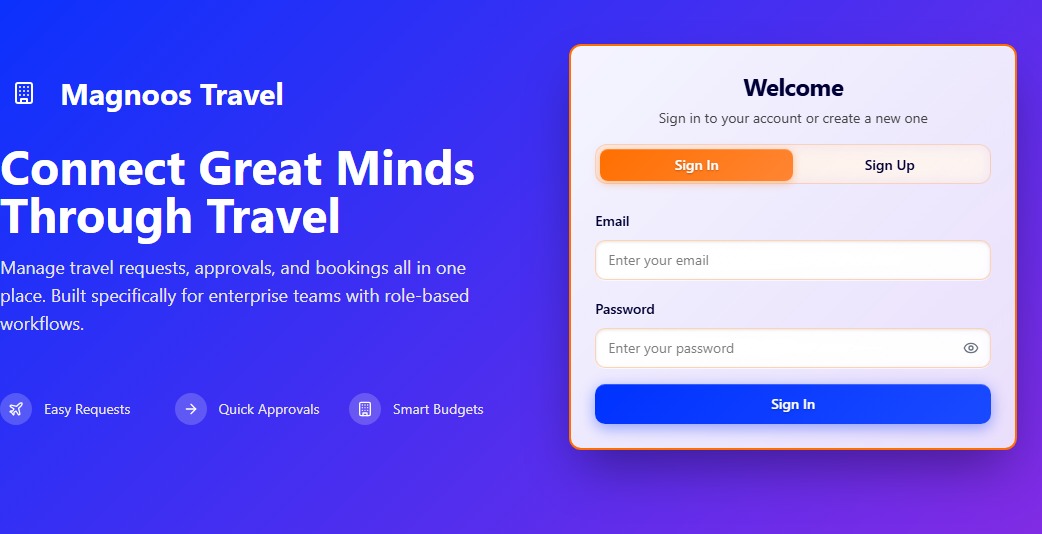 Magnoos Travel
Connect Great Minds
Through Travel
Manage travel requests, approvals, and bookings all in one
place. Built specifically for enterprise teams with role-based
workflows.
Easy Requests
Quick Approvals
Smart Budgets
Welcome
Sign in to your account or create a new one
Sign In
Sign Up
Email
Enter your email
Password
Enter your password
Sign In